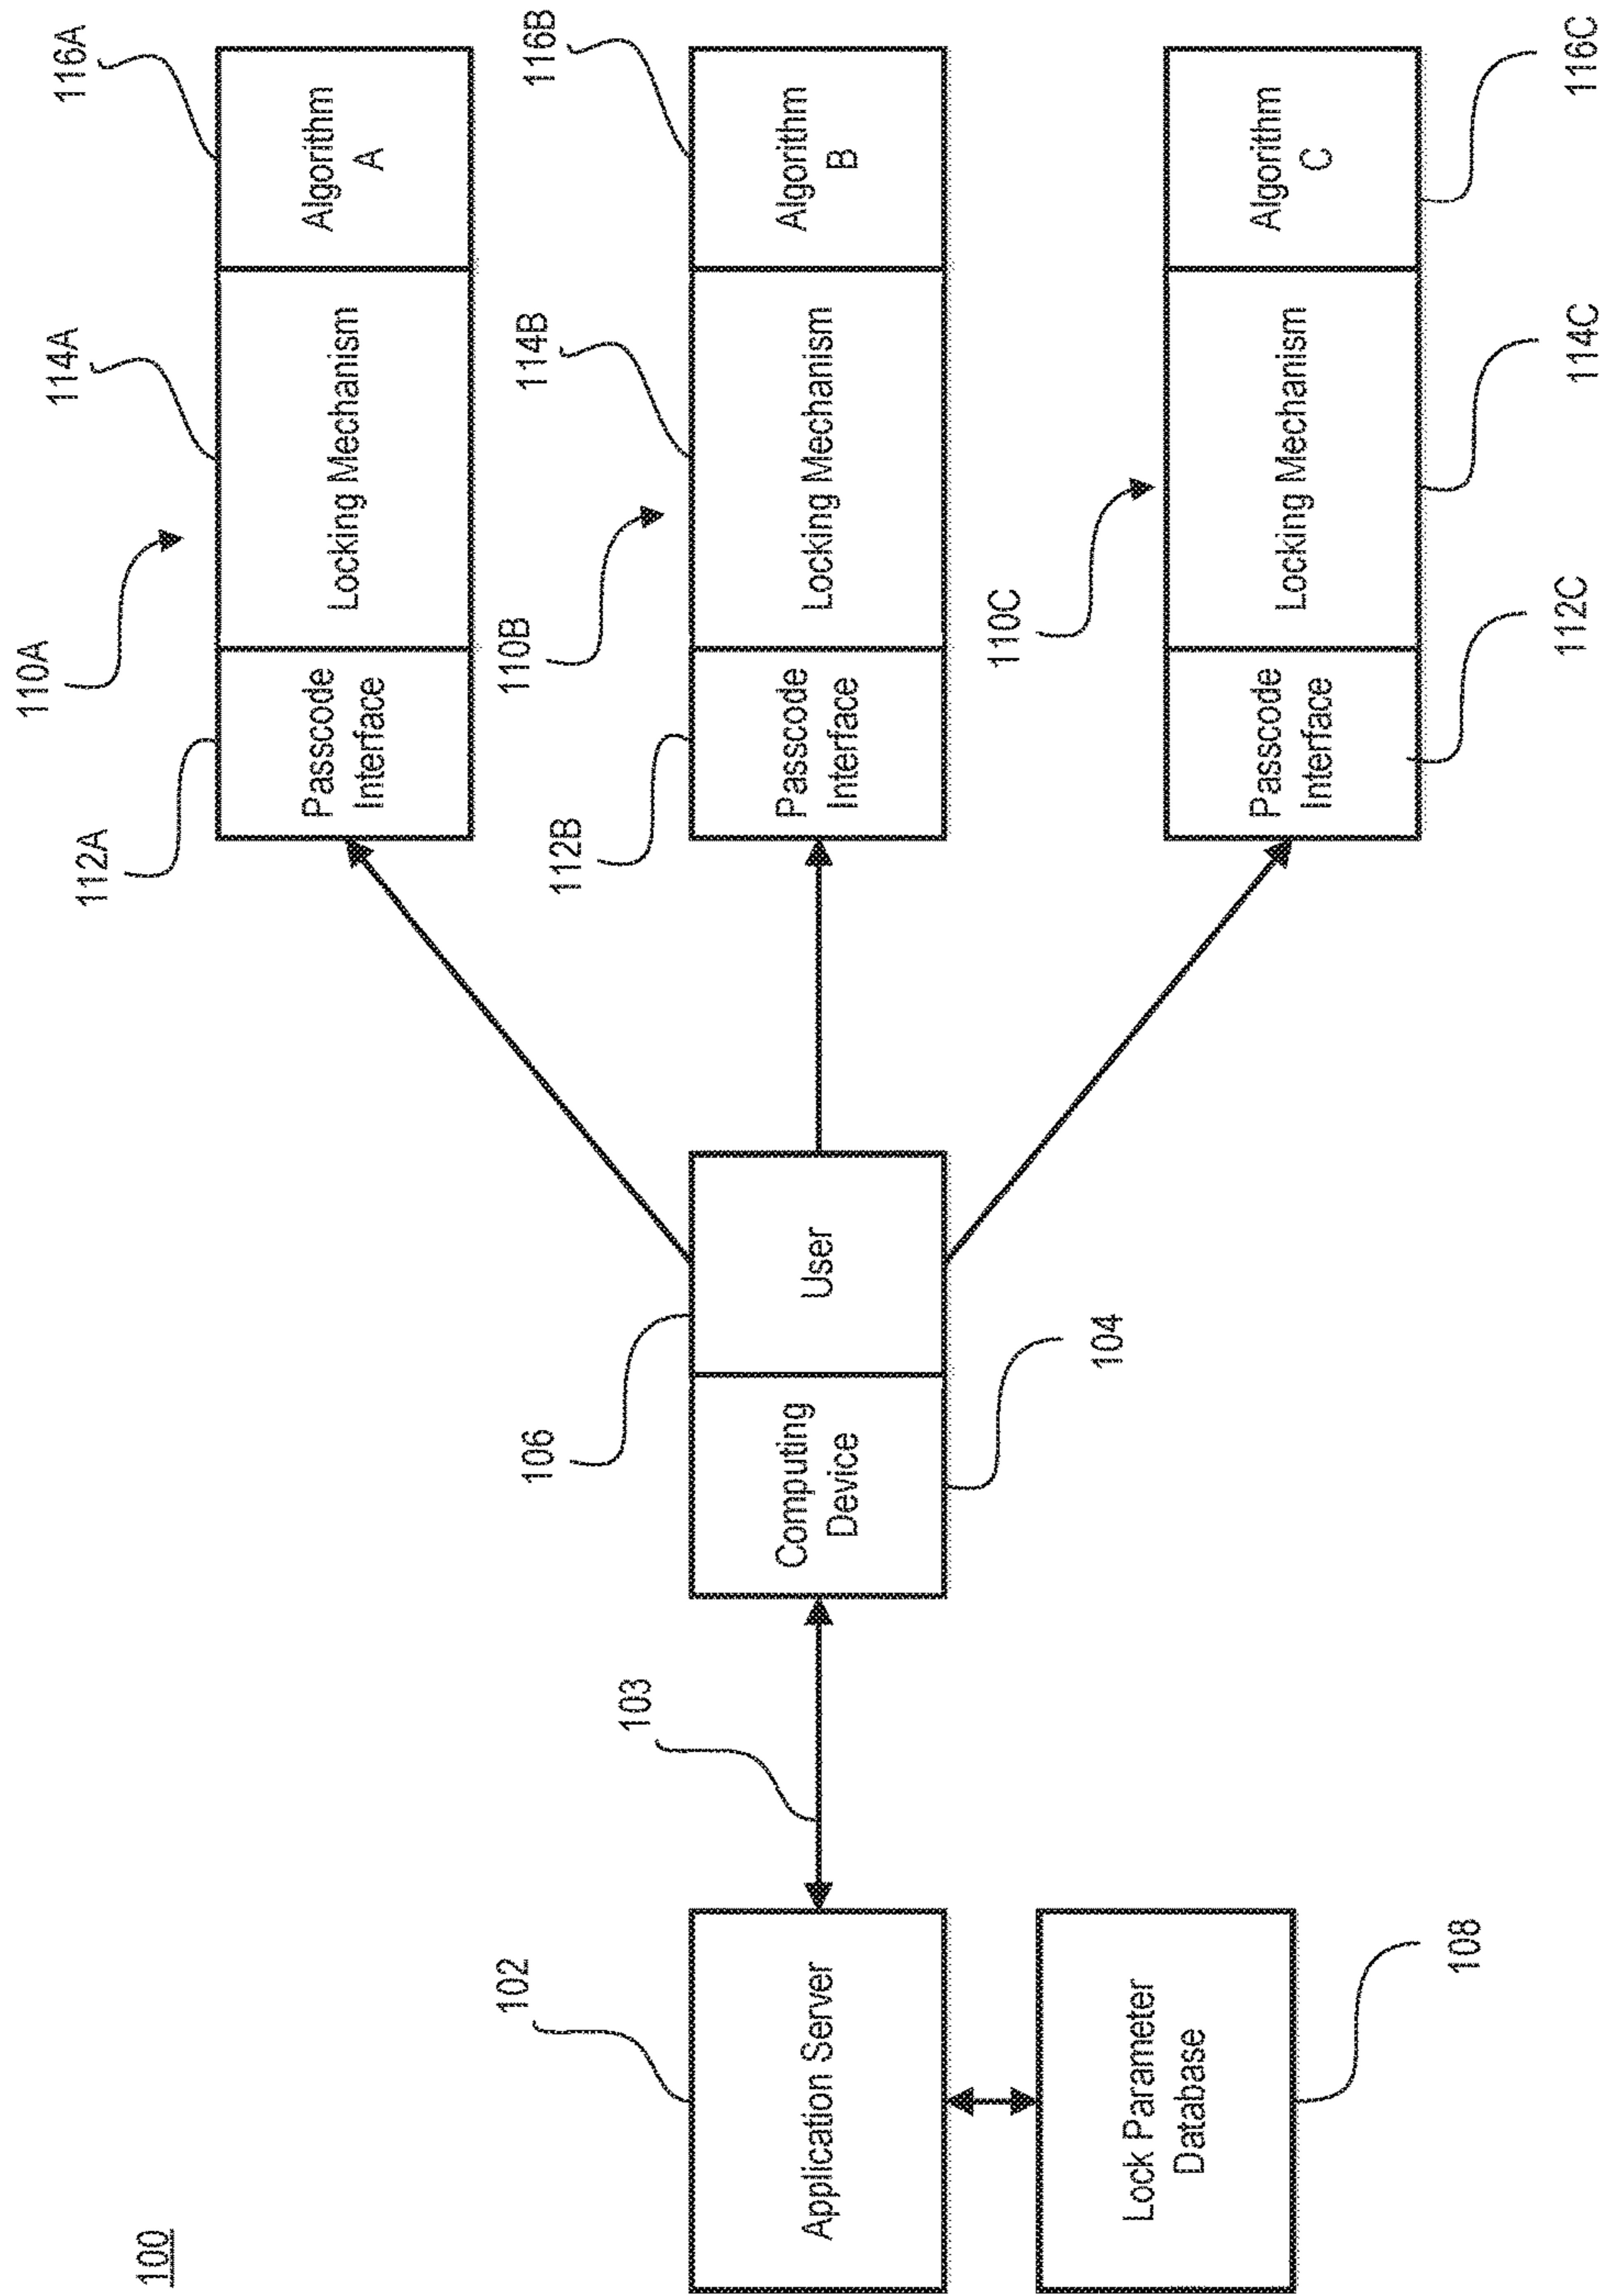 100
102
Application Server
Lock Parameter
Database
108
103
106
Computing
Device
User
104
110A
112A
114A
116A
Passcode
Interface
Locking Mechanism
Algorithm
A
110B
112B
114B
116B
Passcode
Interface
Locking Mechanism
Algorithm
B
110C
Passcode
Interface
Locking Mechanism
Algorithm
C
112C
114C
116C